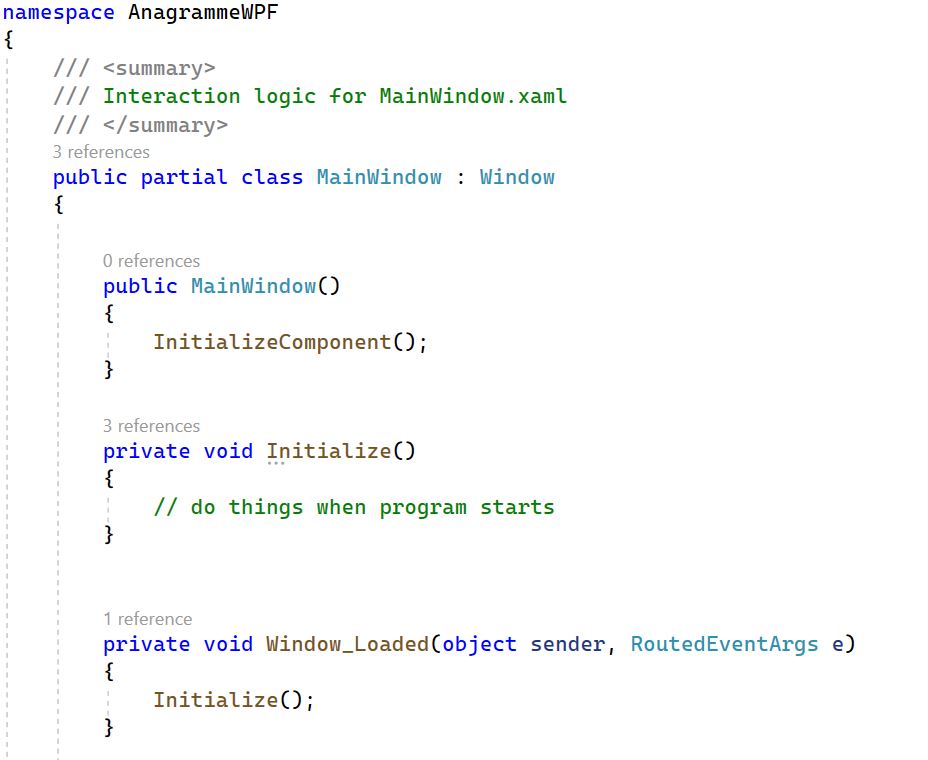 namespace AnagrammeWPF
{
/// <summary>
/// Interaction logic for MainWindow.xaml
/// </summary>
3 references
public partial class MainWindow : Window
{
0 references
public MainWindow()
{
InitializeComponent();
}
3 references
private void Initialize()
{
// do things when program starts
}
1 reference
private void Window_Loaded(object sender, RoutedEventArgs e)
{
Initialize();
}